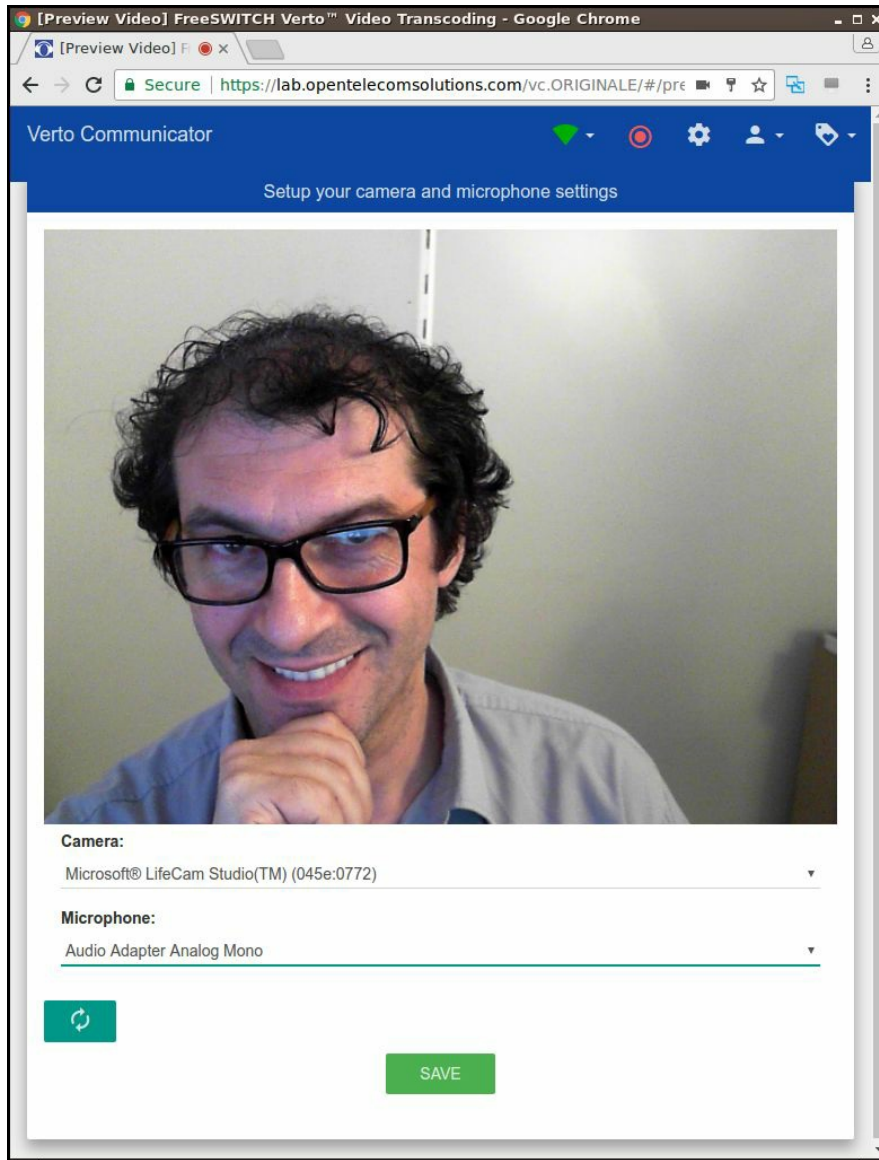 [Preview Video] FreeSWITCH Verto™ Video Transcoding - Google Chrome
[Preview Video] F
Secure | https://lab.opentelecomsolutions.com/vc.ORIGINALE/#/pre
Verto Communicator
Setup your camera and microphone settings
Camera:
Microsoft® LifeCam Studio(TM) (045e:0772)
Microphone:
Audio Adapter Analog Mono
SAVE